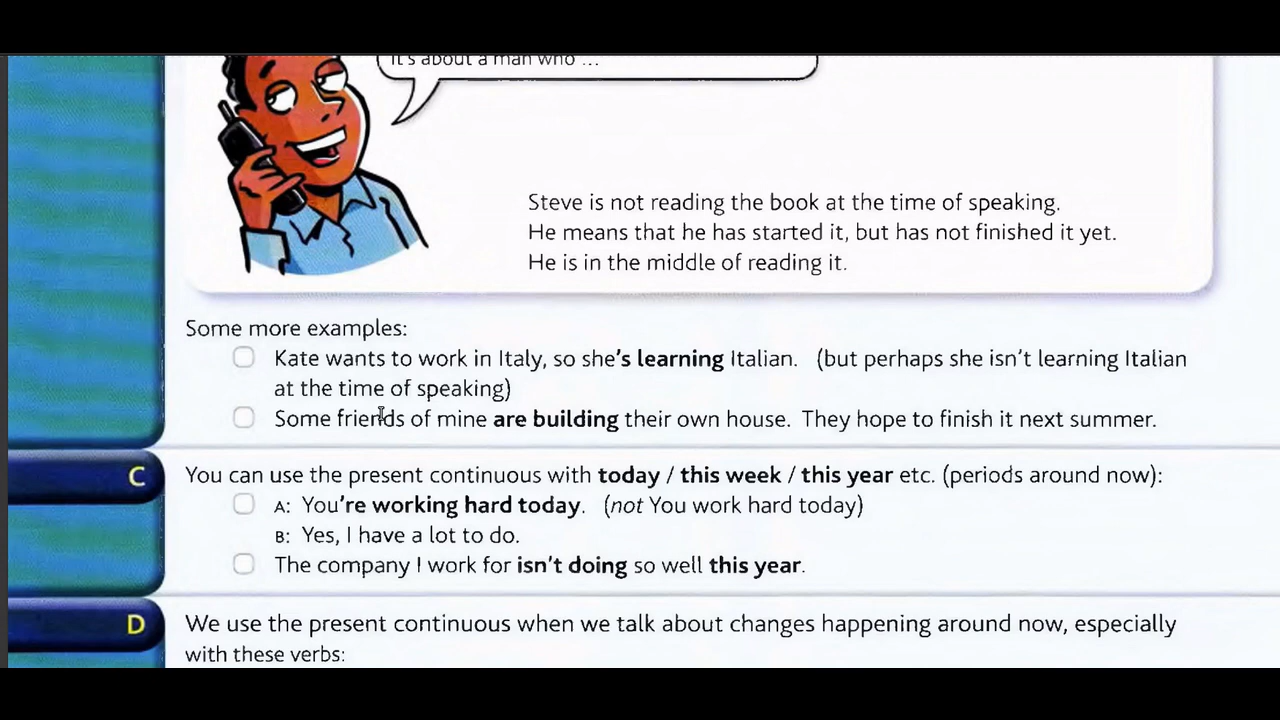 It's about a man who ...
Steve is not reading the book at the time of speaking.
He means that he has started it, but has not finished it yet.
He is in the middle of reading it.
Some more examples:
Kate wants to work in Italy, so she's learning Italian. (but perhaps she isn't learning Italian
at the time of speaking)
Some friends of mine are building their own house. They hope to finish it next summer.
C
You can use the present continuous with today / this week / this year etc. (periods around now):
A: You're working hard today. (not You work hard today)
B: Yes, I have a lot to do.
The company I work for isn't doing so well this year.
D
We use the present continuous when we talk about changes happening around now, especially
with these verbs: